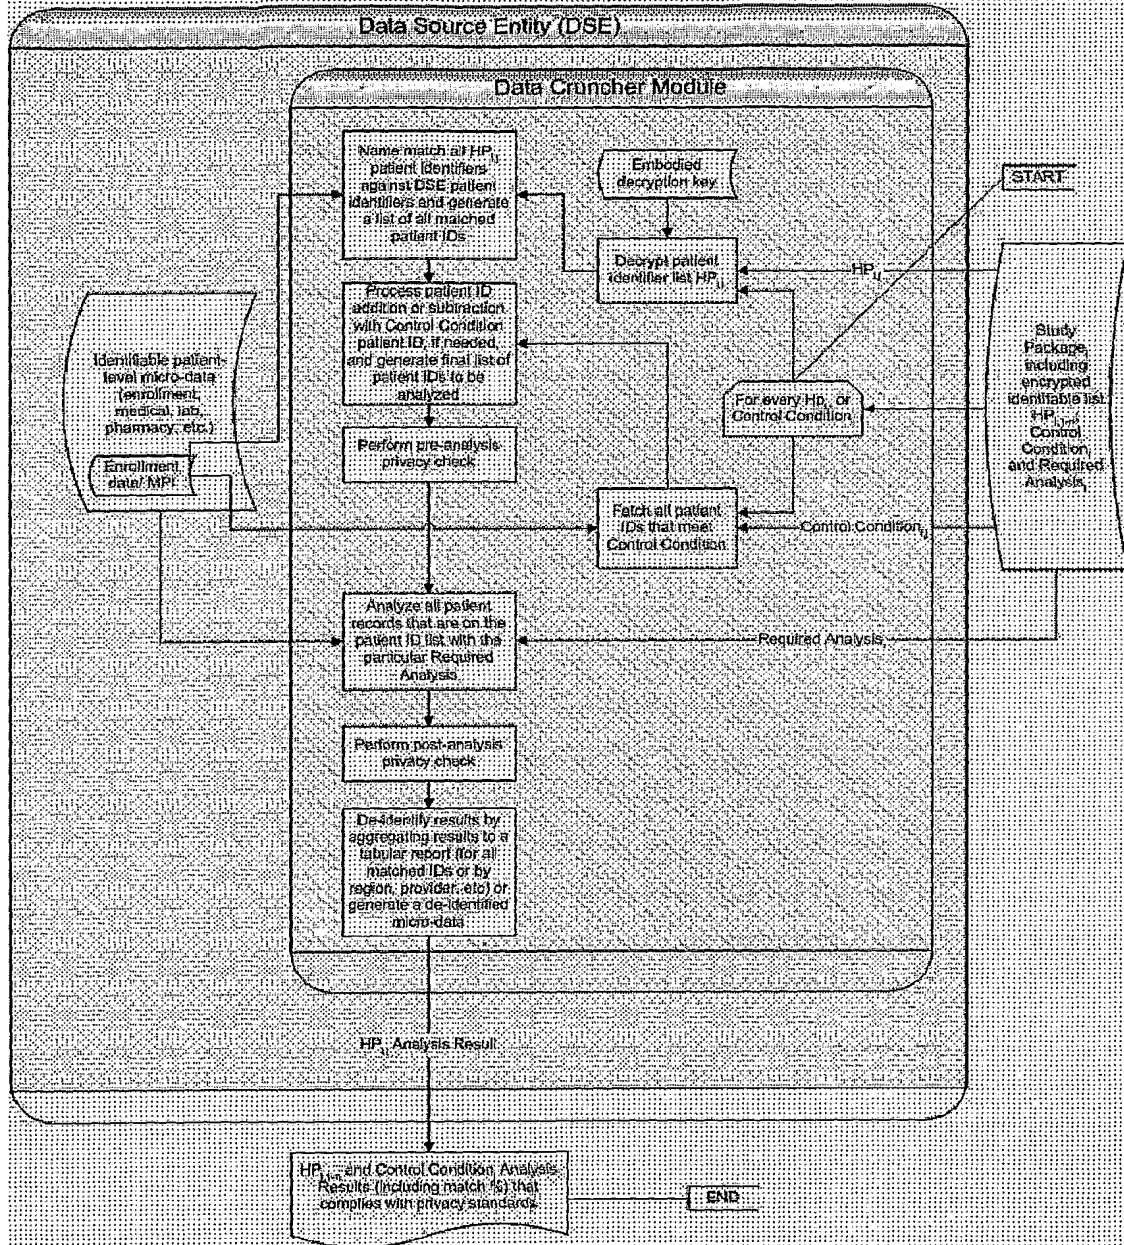 Data Source Entity (DSE)
Data Cruncher Module
Name match all HP i,j
patient identifiers
against DSE patient
identifiers and generate
a list of all matched
patient IDs
Embodied
decryption key
START
Decrypt patient
identifier list HP i,j
HP i,j
Process patient ID
addition or subtraction
with Control Condition
patient ID, if needed,
and generate final list of
patient IDs to be
analyzed
Identifiable patient-
level micro-data
(enrollment,
medical, lab,
pharmacy, etc.)
Enrollment
data/ MPI
For every Hp or
Control Condition
Study
Package
including
encrypted
identifiable list
HP
Control
Condition
and Required
Analysis
Perform pre-analysis
privacy check
Fetch all patient
IDs that meet
Control Condition
Control Condition i,j
Analyze all patient
records that are on the
patient ID list with the
particular Required
Analysis
Required Analysis
Perform post-analysis
privacy check
De-identify results by
aggregating results to a
tabular report (for all
matched IDs or by
region, provider, etc) or
generate a de-identified
micro-data
HP i,j Analysis Result
HP and Control Condition Analysis
Results (including match %) that
complies with privacy standards
END